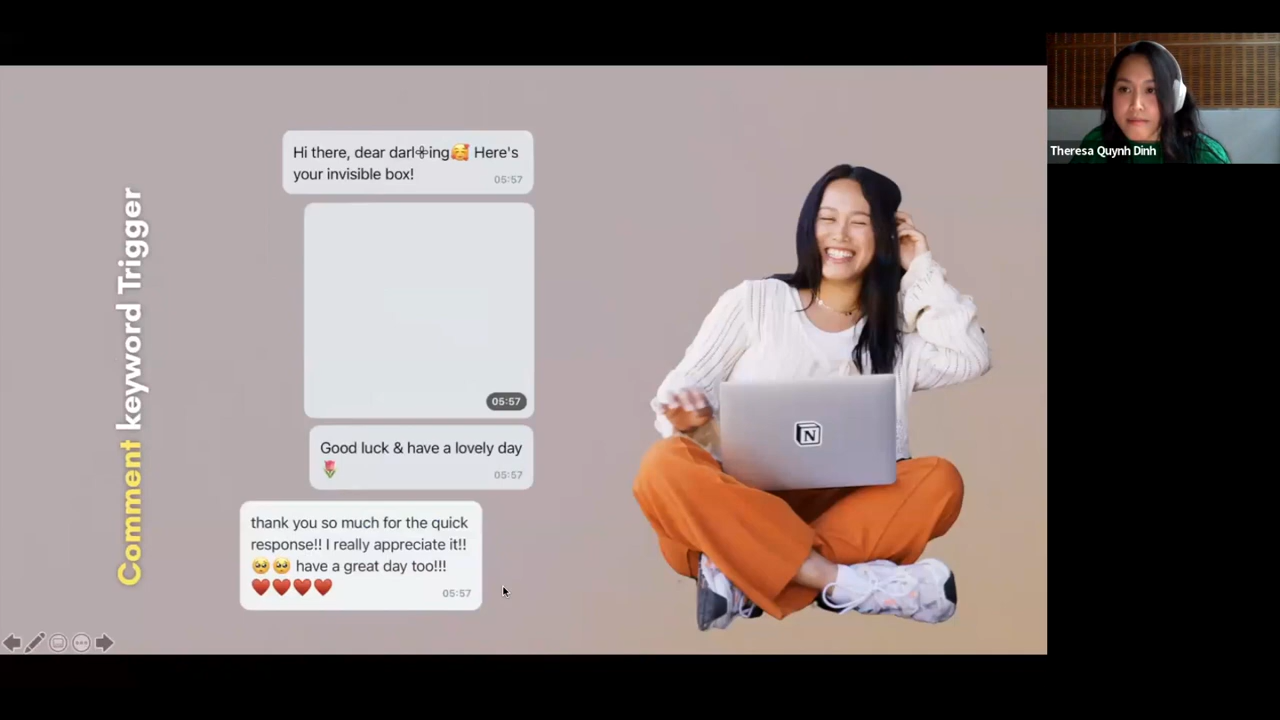 Hi there, dear darl🝊ing🥰 Here's
your invisible box!
05:57
05:57
Good luck & have a lovely day
🌷
05:57
thank you so much for the quick
response!! I really appreciate it!!
🥺🥺 have a great day too!!!
❤️❤️❤️❤️
05:57
Comment keyword Trigger
N
Theresa Quynh Dinh